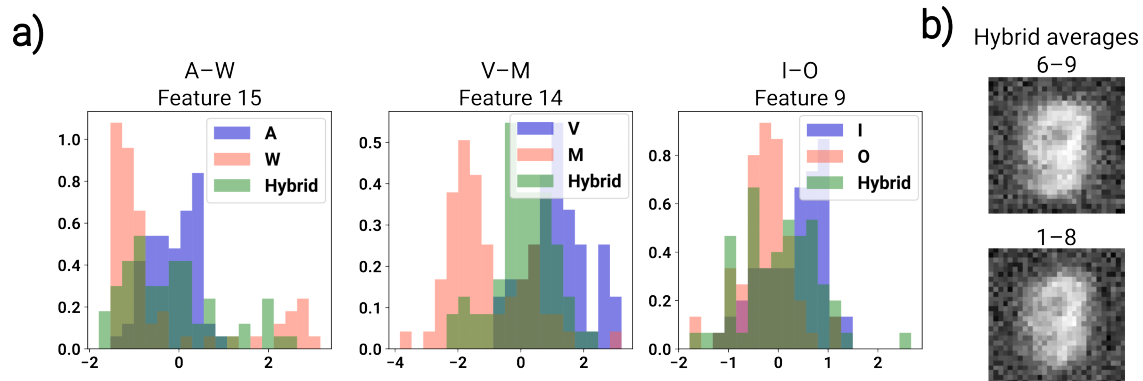 a)
A–W
Feature 15
A
W
Hybrid
1.0
0.8
0.6
0.4
0.2
0.0
−2
0
2
V–M
Feature 14
V
M
Hybrid
0.5
0.4
0.3
0.2
0.1
0.0
−4
−2
0
2
I–O
Feature 9
I
O
Hybrid
0.8
0.6
0.4
0.2
0.0
−2
−1
0
1
2
b)
Hybrid averages
6–9
1–8